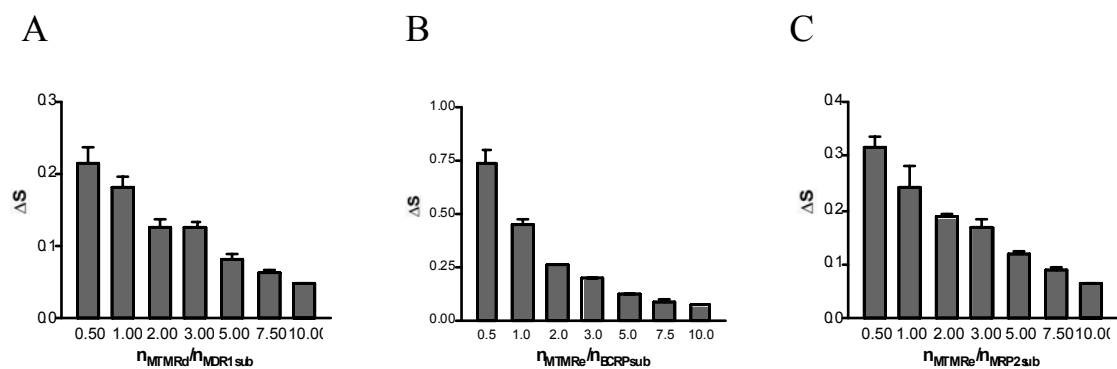 A
B
C
0.3
0.2
0.1
0.0
ΔS
0.50 1.00 2.00 3.00 5.00 7.50 10.00
nMTMRd/nMDR1sub
1.00
0.75
0.50
0.25
0.00
ΔS
0.5 1.0 2.0 3.0 5.0 7.5 10.0
nMTMRe/nBCRPsub
0.4
0.3
0.2
0.1
0.0
ΔS
0.50 1.00 2.00 3.00 5.00 7.50 10.00
nMTMRe/nMRP2sub